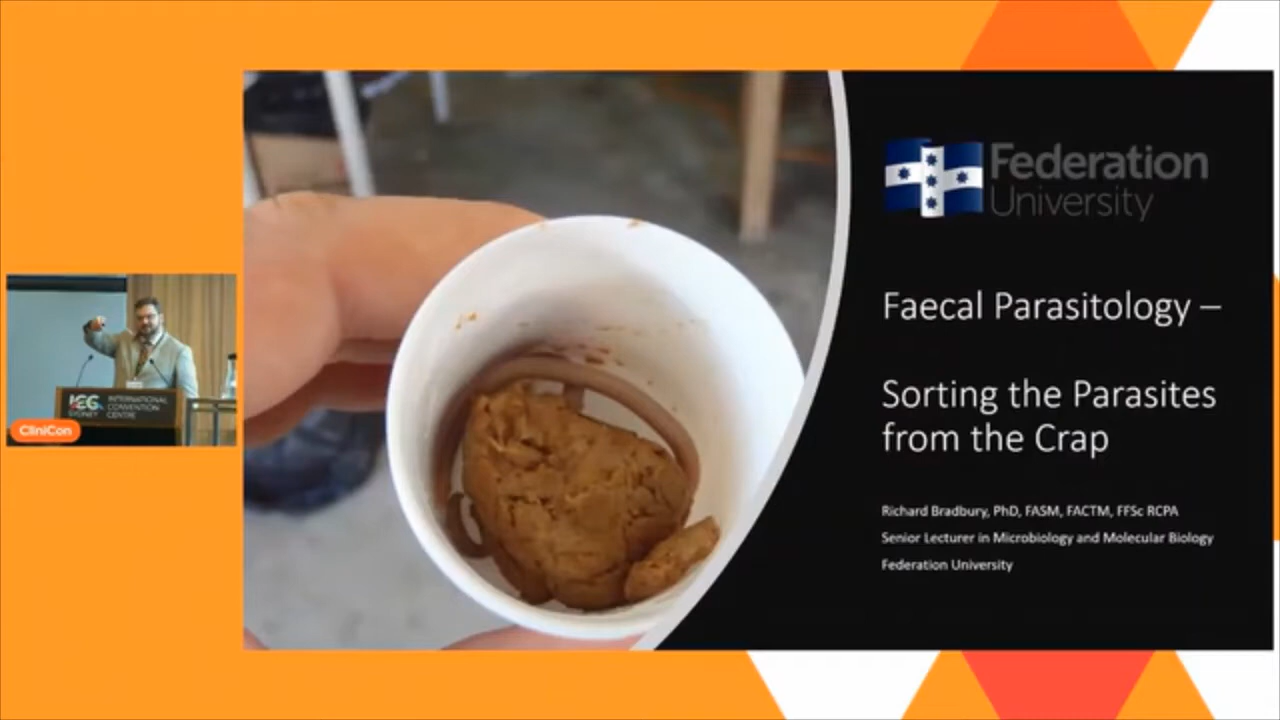 Federation
University
Faecal Parasitology –
Sorting the Parasites
from the Crap
Richard Bradbury, PhD, FASM, FACTM, FFSc RCPA
Senior Lecturer in Microbiology and Molecular Biology
Federation University
ICC
SYDNEY
INTERNATIONAL
CONVENTION
CENTRE
CliniCon